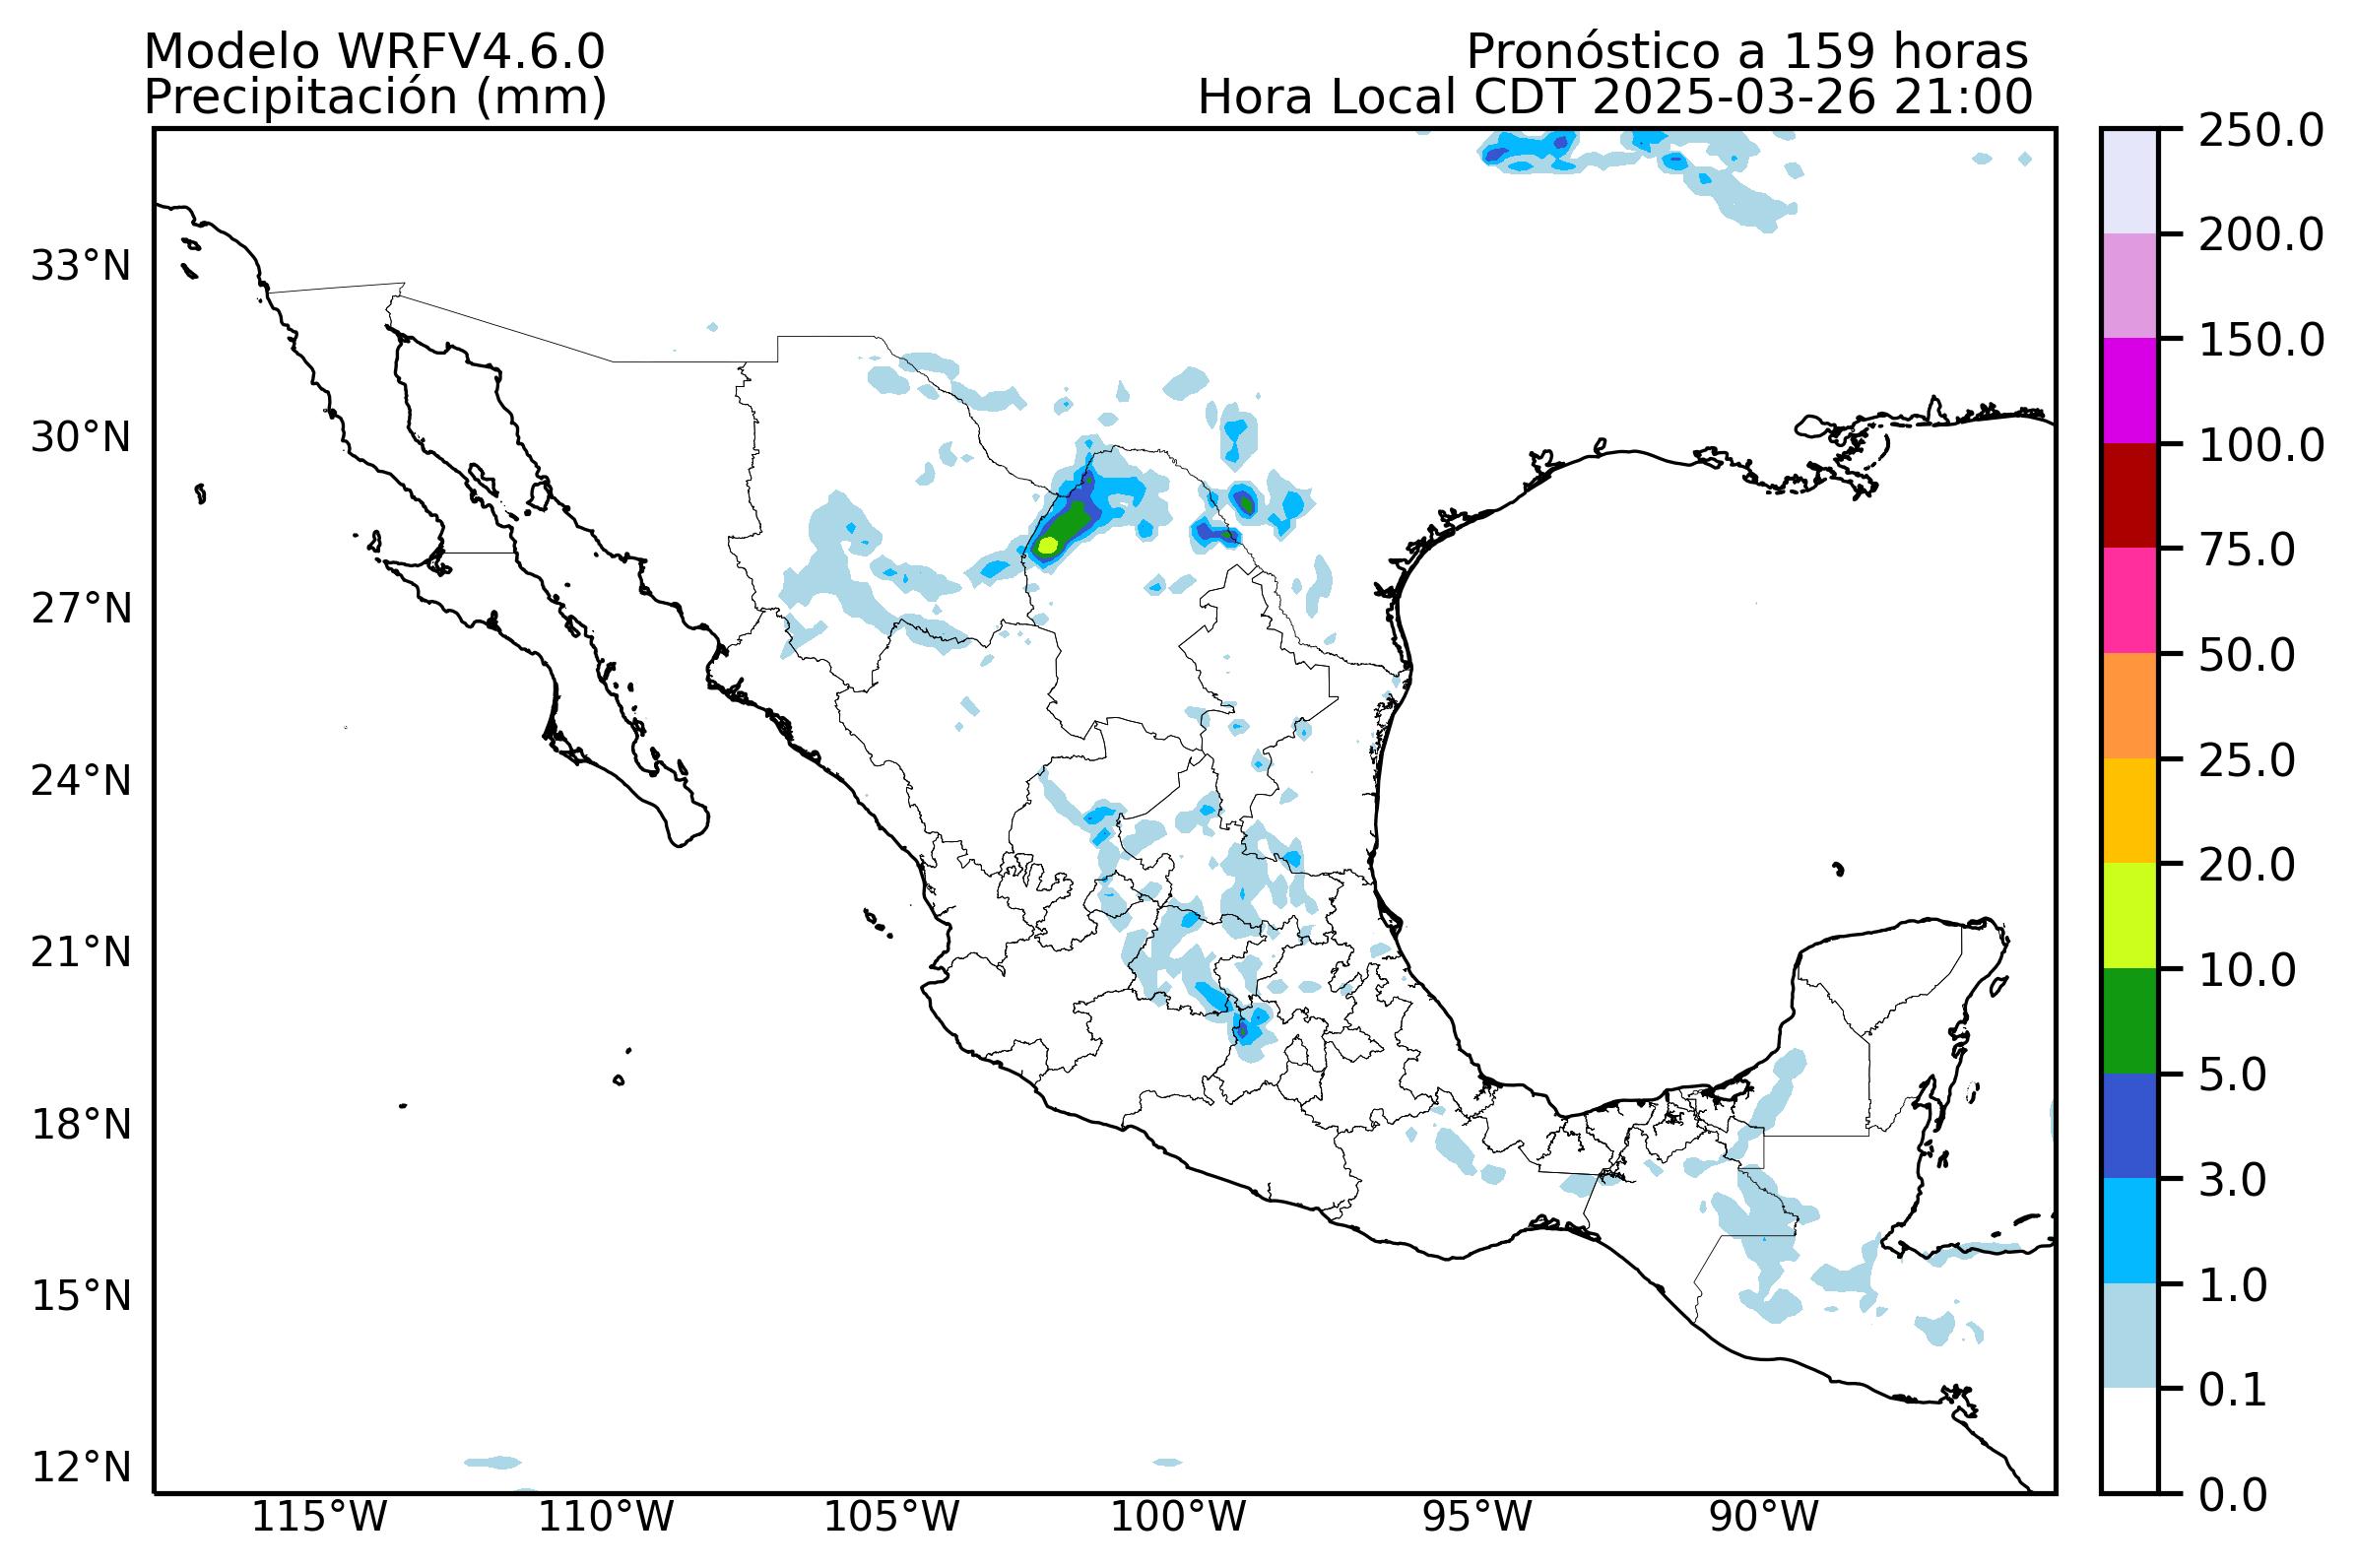 Modelo WRFV4.6.0
Precipitación (mm)
Pronóstico a 159 horas
Hora Local CDT 2025-03-26 21:00
33°N
30°N
27°N
24°N
21°N
18°N
15°N
12°N
115°W
110°W
105°W
100°W
95°W
90°W
250.0
200.0
150.0
100.0
75.0
50.0
25.0
20.0
10.0
5.0
3.0
1.0
0.1
0.0